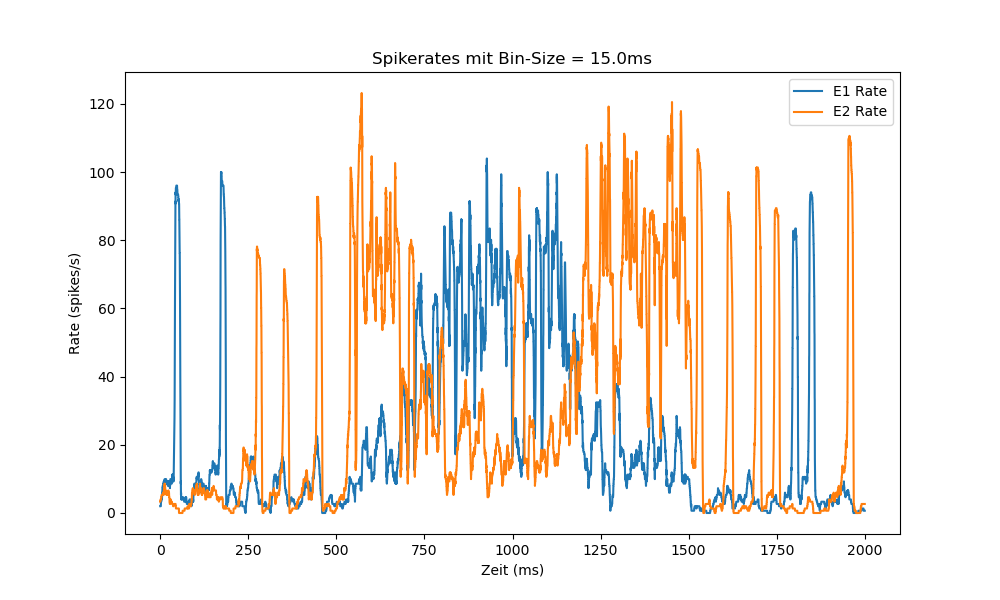 Spikerates mit Bin-Size = 15.0ms
E1 Rate
E2 Rate
Rate (spikes/s)
120
100
80
60
40
20
0
0 250 500 750 1000 1250 1500 1750 2000
Zeit (ms)